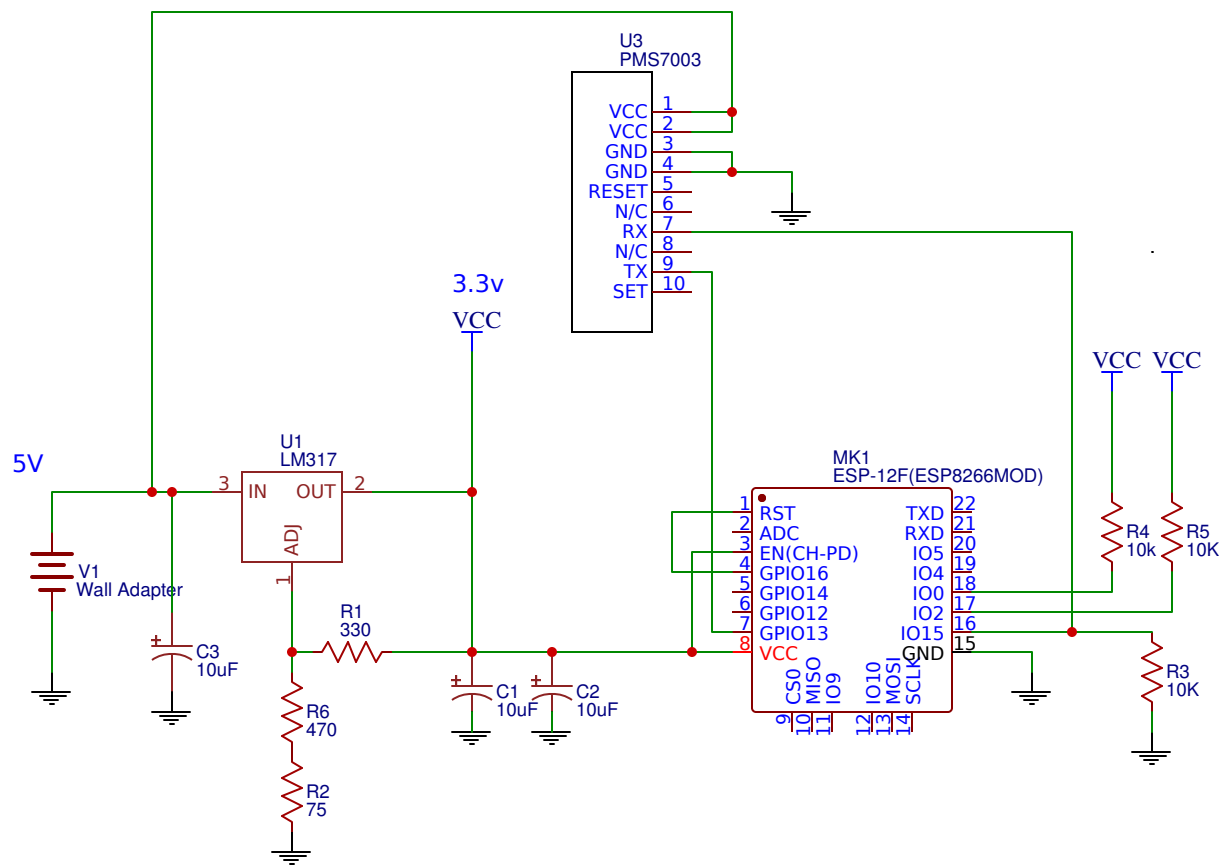 U3
PMS7003
VCC 1
VCC 2
GND 3
GND 4
RESET 5
N/C 6
RX 7
N/C 8
TX 9
SET 10
3.3v
VCC
VCC VCC
5V
U1
LM317
3 IN OUT 2
ADJ
1
V1
Wall Adapter
C3
10uF
R1
330
R6
470
R2
75
C1
10uF
C2
10uF
MK1
ESP-12F(ESP8266MOD)
1 RST TXD 22
2 ADC RXD 21
3 EN(CH-PD) IO5 20
4 GPIO16 IO4 19
5 GPIO14 IO0 18
6 GPIO12 IO2 17
7 GPIO13 IO15 16
8 VCC GND 15
CS0 MISO IO9 IO10 MOSI SCLK
9 10 11 12 13 14
R4
10k
R5
10K
R3
10K